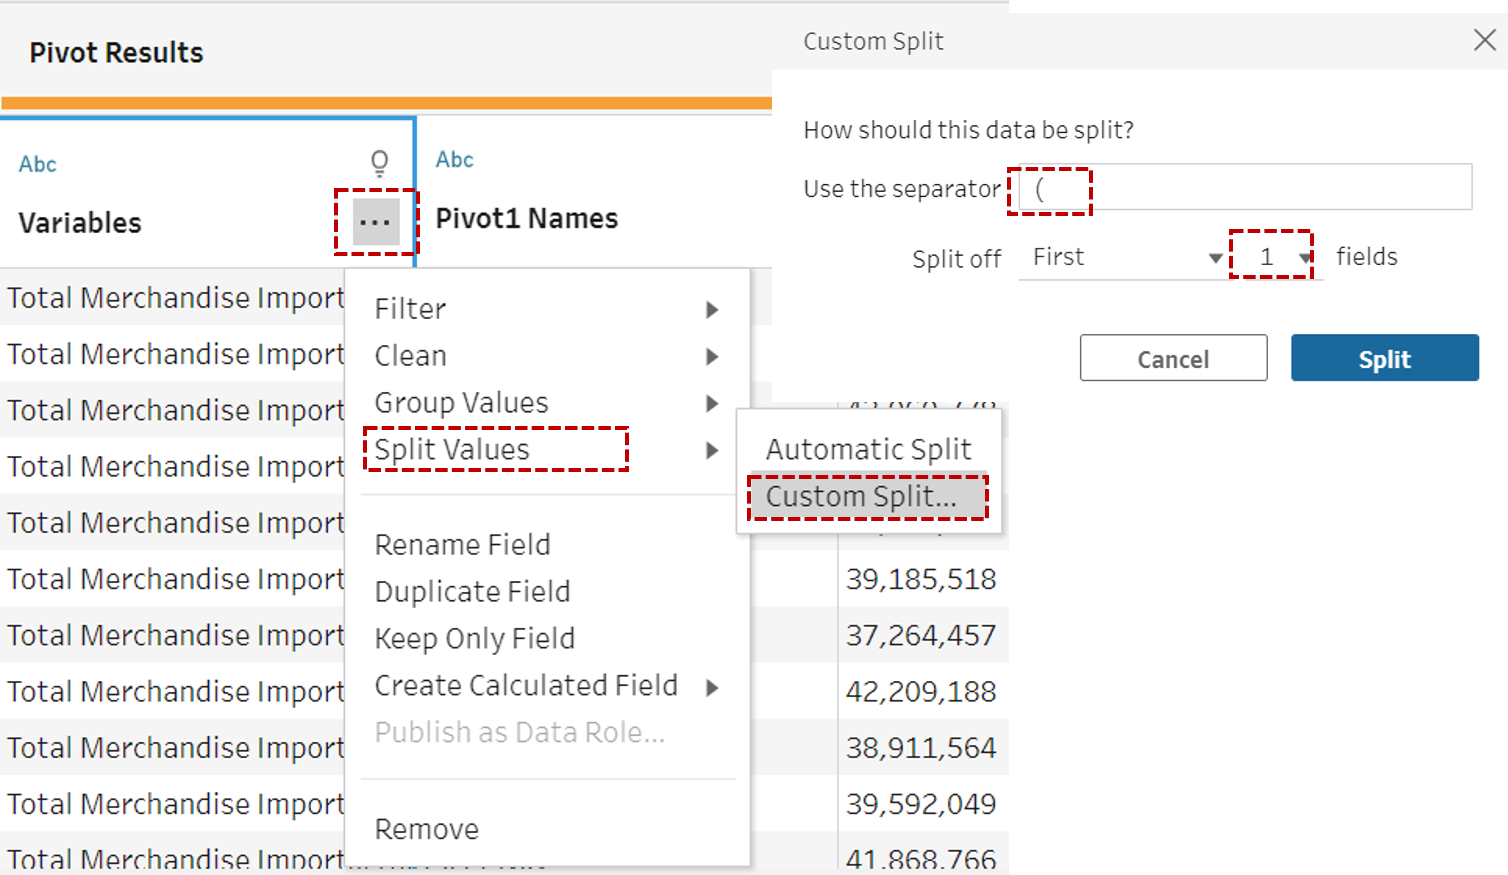 Pivot Results
Abc
Variables
...
Abc
Pivot1 Names
Total Merchandise Import
Total Merchandise Import
Total Merchandise Import
Total Merchandise Import
Total Merchandise Import
Total Merchandise Import
Total Merchandise Import
Total Merchandise Import
Total Merchandise Import
Total Merchandise Import
Total Merchandise Import
Filter
Clean
Group Values
Split Values
Rename Field
Duplicate Field
Keep Only Field
Create Calculated Field
Publish as Data Role...
Remove
Automatic Split
Custom Split...
39,185,518
37,264,457
42,209,188
38,911,564
39,592,049
41,868,766
Custom Split
How should this data be split?
Use the separator (
Split off First 1 fields
Cancel
Split